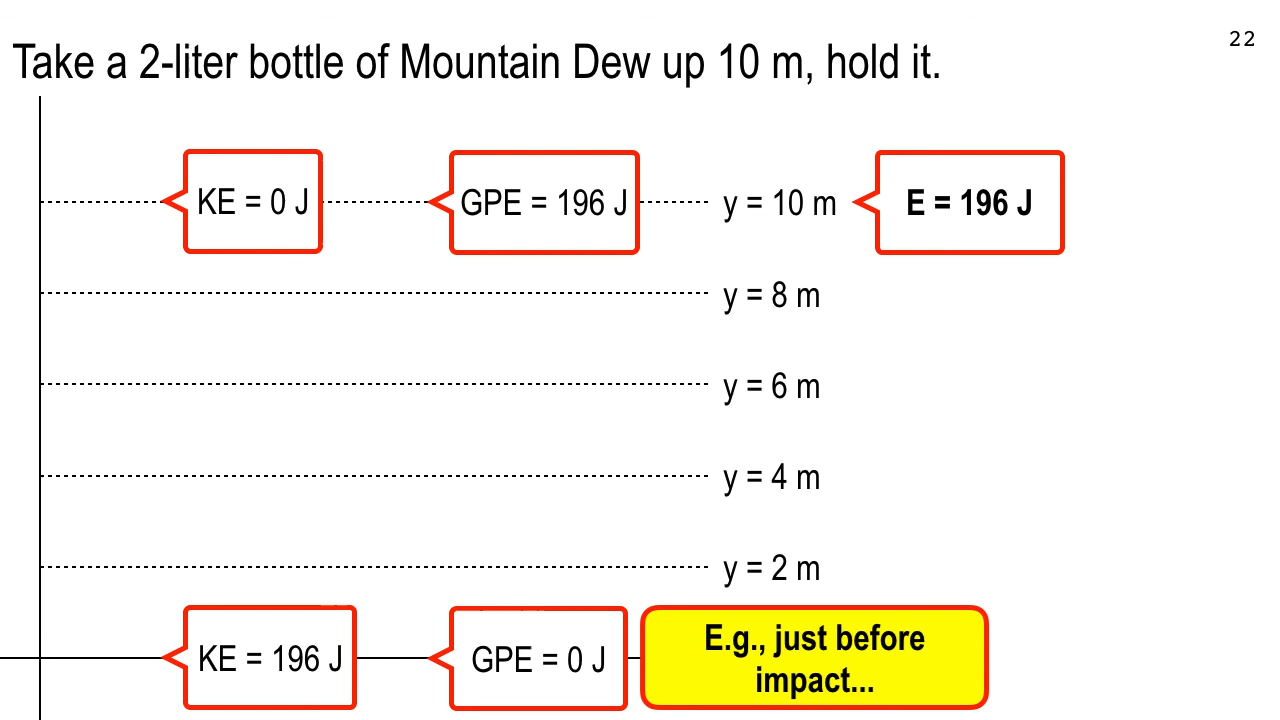 22
Take a 2-liter bottle of Mountain Dew up 10 m, hold it.
KE = 0 J GPE = 196 J y = 10 m E = 196 J
y = 8 m
y = 6 m
y = 4 m
y = 2 m
KE = 196 J GPE = 0 J
E.g., just before
impact...